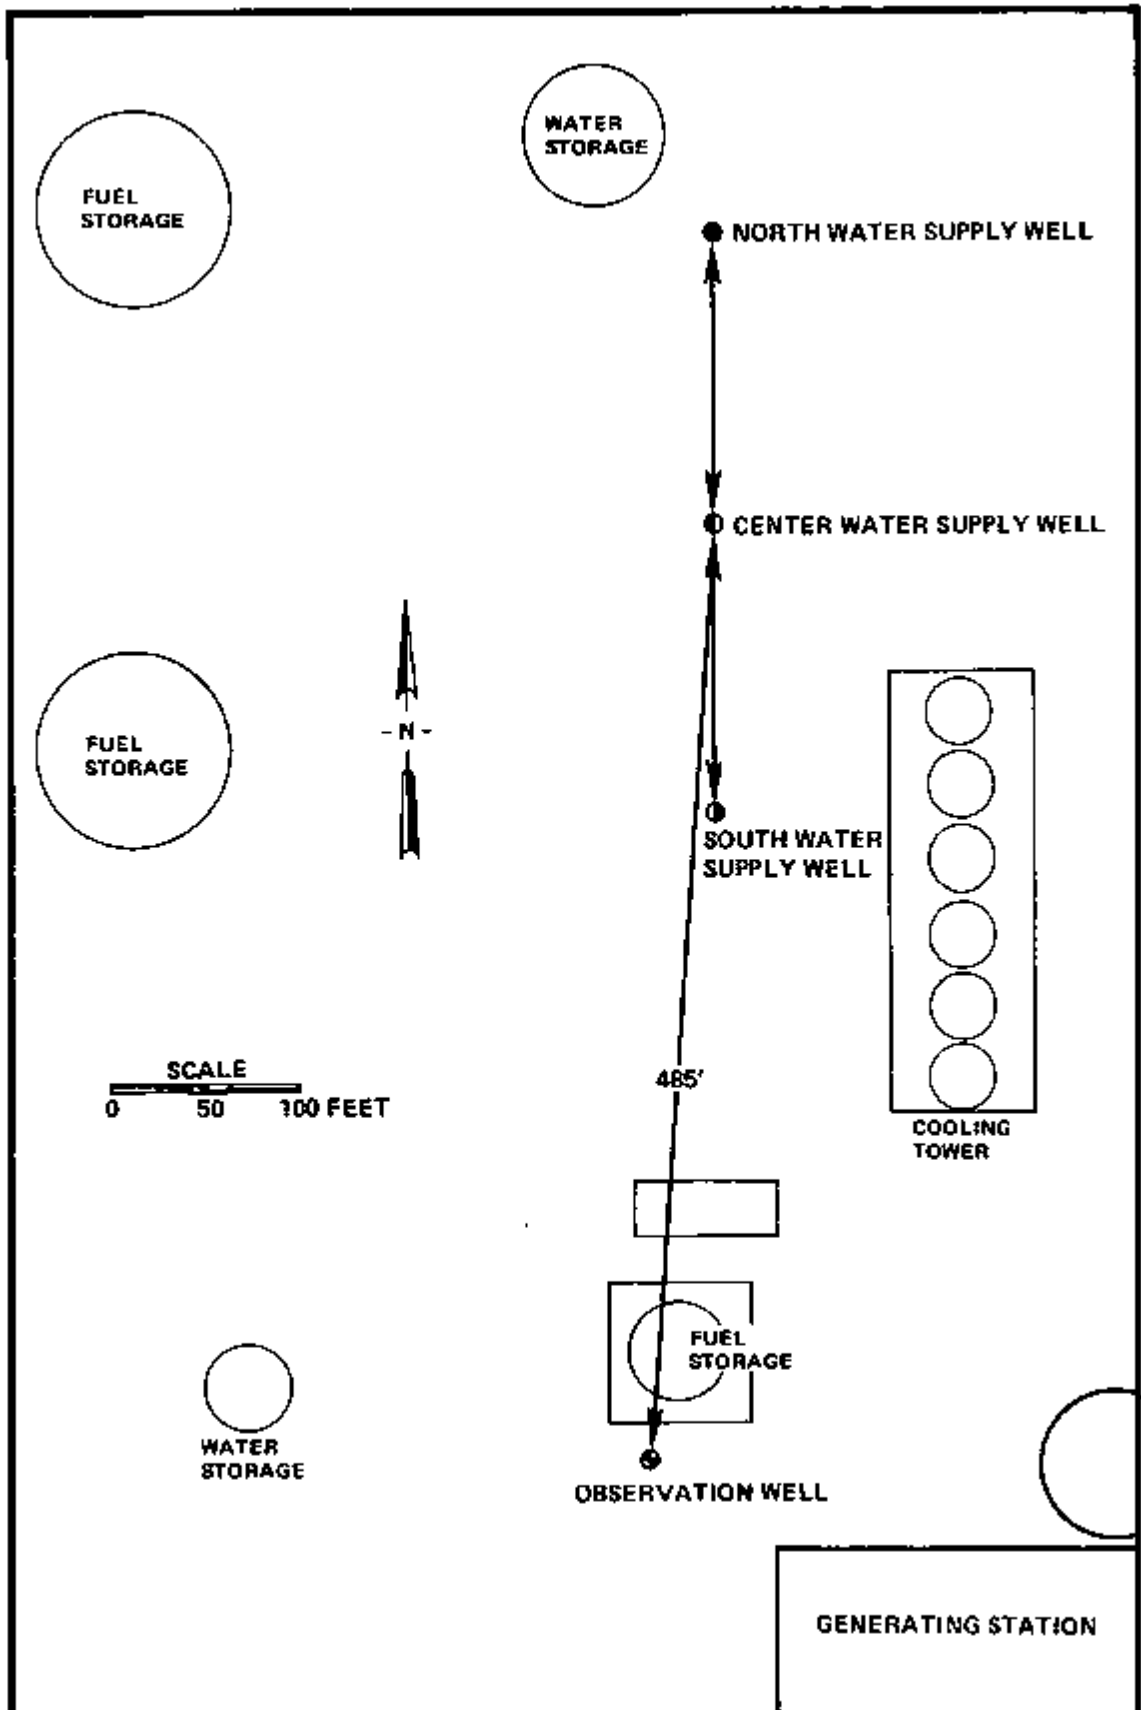 WATER
STORAGE
FUEL
STORAGE
NORTH WATER SUPPLY WELL
CENTER WATER SUPPLY WELL
- N -
FUEL
STORAGE
SOUTH WATER
SUPPLY WELL
SCALE
0 50 100 FEET
485'
COOLING
TOWER
FUEL
STORAGE
WATER
STORAGE
OBSERVATION WELL
GENERATING STATION